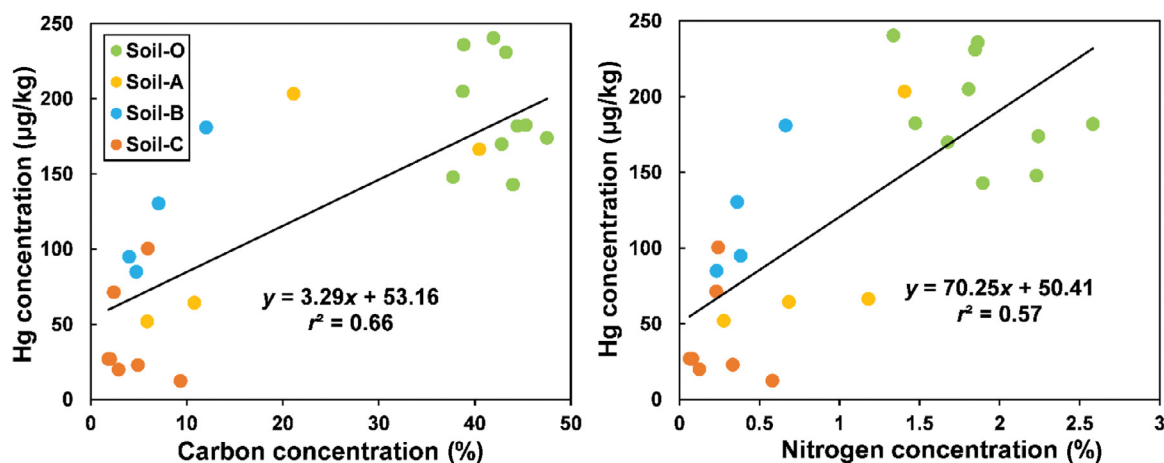 Hg concentration (µg/kg)
250
200
150
100
50
0
Soil-O
Soil-A
Soil-B
Soil-C
y = 3.29x + 53.16
r² = 0.66
0 10 20 30 40 50
Carbon concentration (%)
Hg concentration (µg/kg)
250
200
150
100
50
0
y = 70.25x + 50.41
r² = 0.57
0 0.5 1 1.5 2 2.5 3
Nitrogen concentration (%)